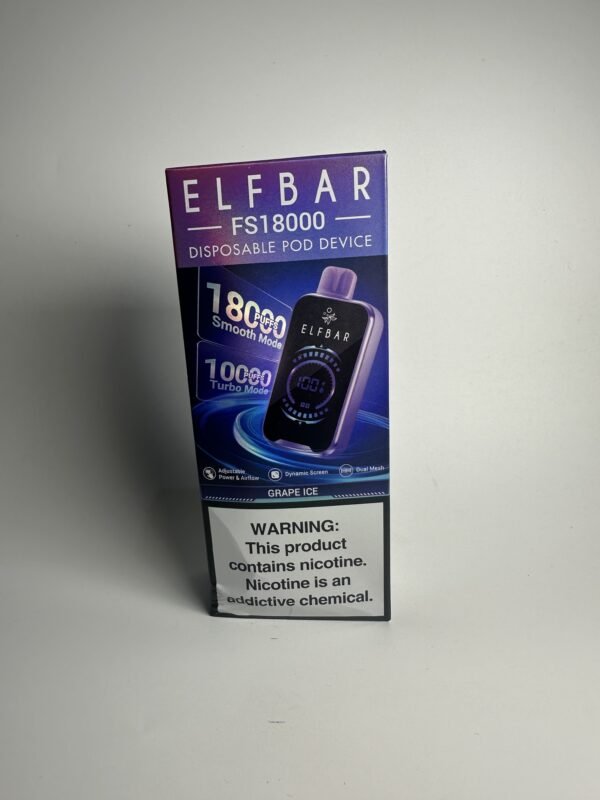 ELFBAR
FS18000
DISPOSABLE POD DEVICE
18000
PUFFS
Smooth Mode
ELFBAR
10000
PUFFS
Turbo Mode
100%
Adjustable
Power & Airflow
Dynamic Screen
Dual Mesh
GRAPE ICE
WARNING:
This product
contains nicotine.
Nicotine is an
addictive chemical.